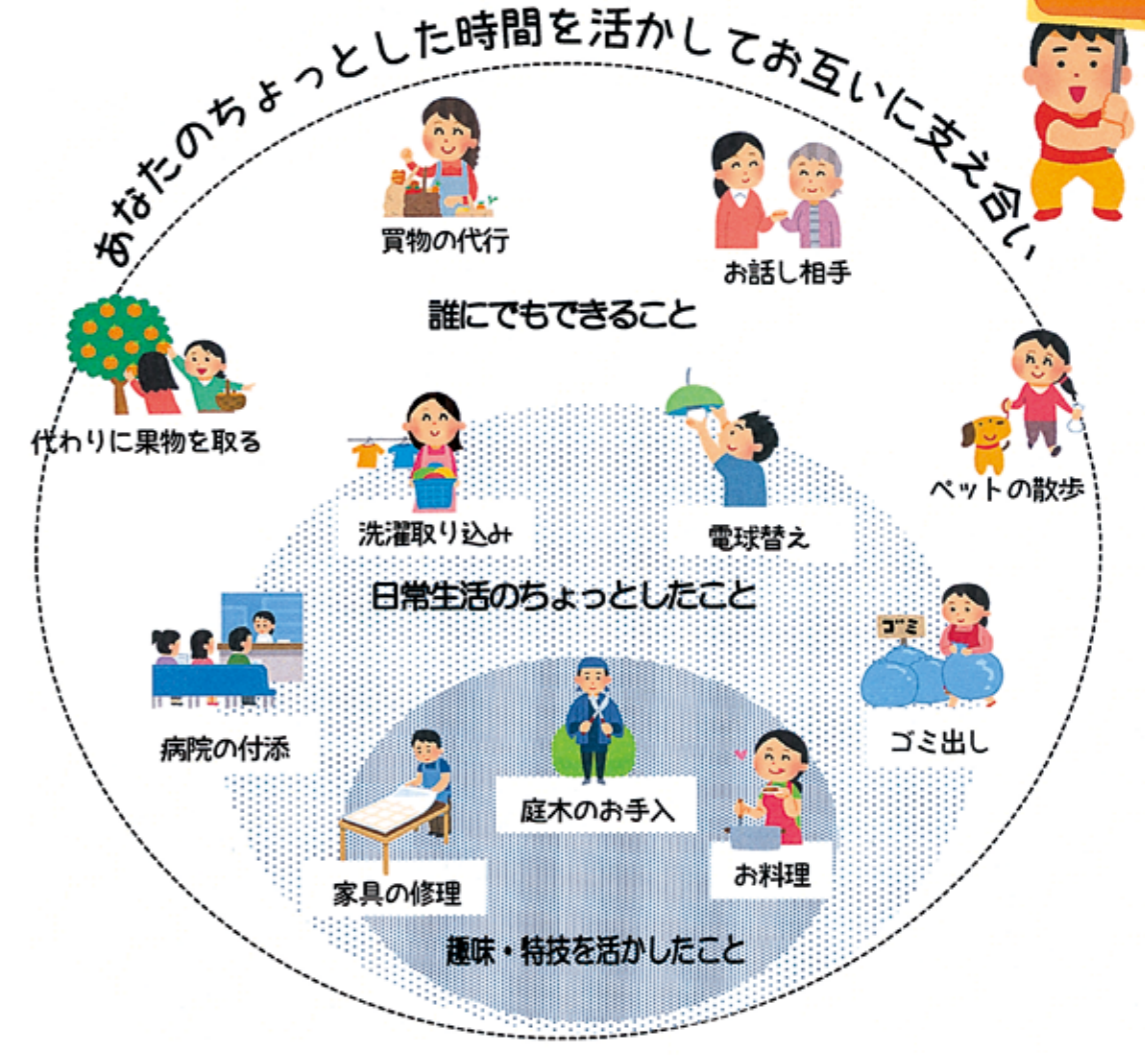 あなたのちょっとした時間を活かしてお互いに支え合い
買物の代行
お話し相手
誰にでもできること
代わりに果物を取る
ペットの散歩
洗濯取り込み
電球替え
日常生活のちょっとしたこと
ゴミ
病院の付添
ゴミ出し
庭木のお手入
お料理
家具の修理
趣味・特技を活かしたこと